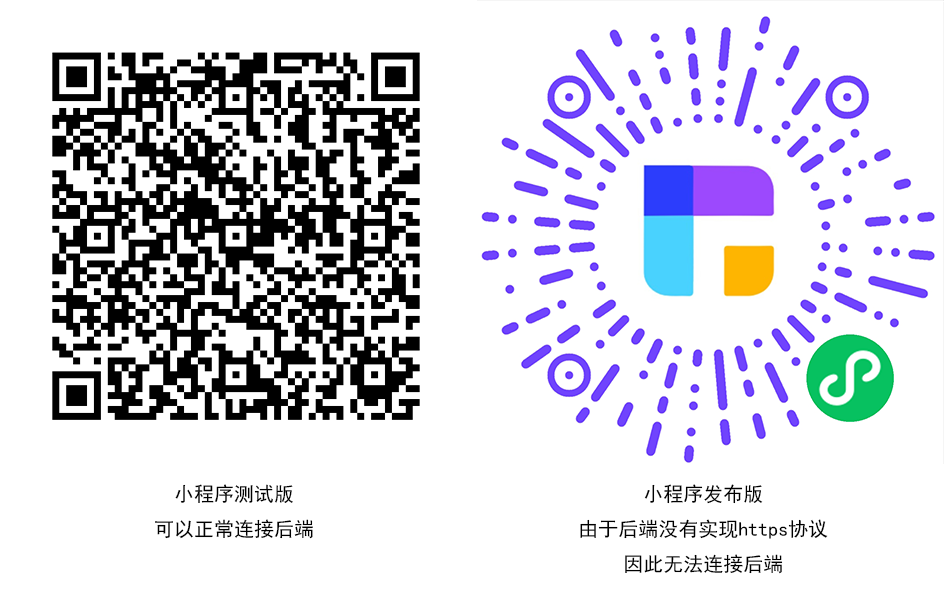 小程序测试版
可以正常连接后端
小程序发布版
由于后端没有实现https协议
因此无法连接后端